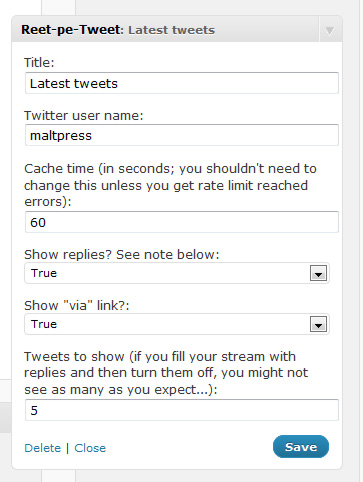 Reet-pe-Tweet: Latest tweets
Title:
Latest tweets
Twitter user name:
maltpress
Cache time (in seconds; you shouldn't need to
change this unless you get rate limit reached
errors):
60
Show replies? See note below:
True
Show "via" link?:
True
Tweets to show (if you fill your stream with
replies and then turn them off, you might not
see as many as you expect...):
5
Delete | Close
Save